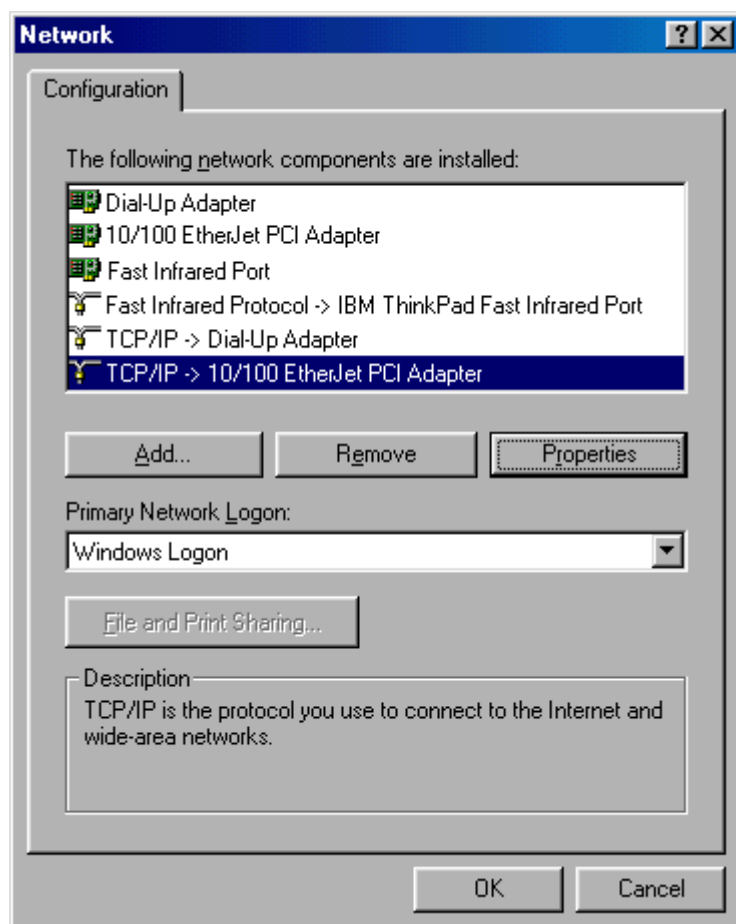 Network
Configuration
The following network components are installed:
Dial-Up Adapter
10/100 EtherJet PCI Adapter
Fast Infrared Port
Fast Infrared Protocol -> IBM ThinkPad Fast Infrared Port
TCP/IP -> Dial-Up Adapter
TCP/IP -> 10/100 EtherJet PCI Adapter
Add... Remove Properties
Primary Network Logon:
Windows Logon
File and Print Sharing...
Description
TCP/IP is the protocol you use to connect to the Internet and
wide-area networks.
OK Cancel